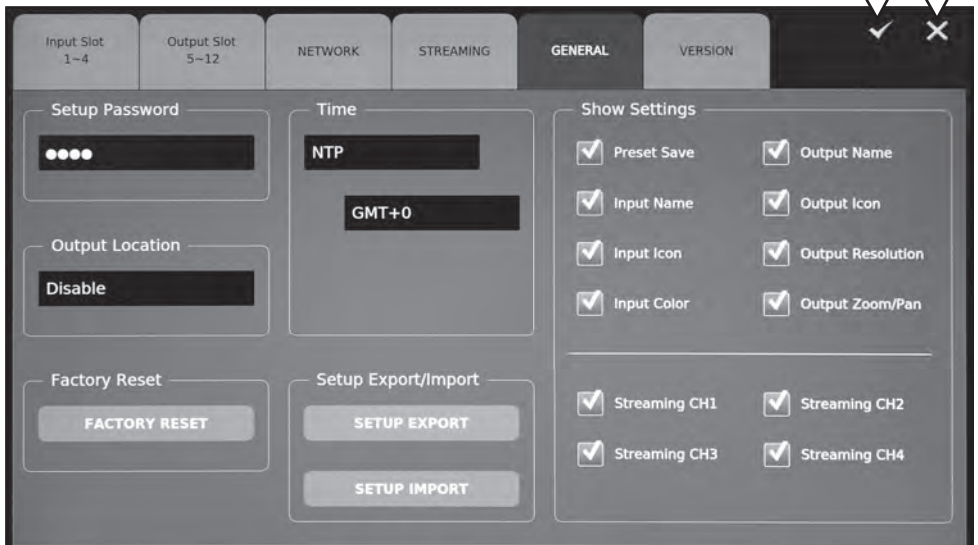 Input Slot
1~4
Output Slot
5~12
NETWORK
STREAMING
GENERAL
VERSION
Setup Password
Output Location
Disable
Factory Reset
FACTORY RESET
Time
NTP
GMT+0
Setup Export/Import
SETUP EXPORT
SETUP IMPORT
Show Settings
Preset Save
Output Name
Input Name
Output Icon
Input Icon
Output Resolution
Input Color
Output Zoom/Pan
Streaming CH1
Streaming CH2
Streaming CH3
Streaming CH4